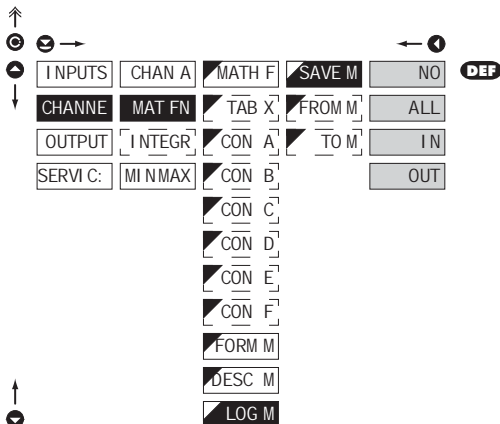 INPUTS CHAN A MATH F SAVE M NO DEF
CHANNE MAT FN TAB X FROM M ALL
OUTPUT INTEGR CON A TO M IN
SERVIC: MINMAX CON B OUT
CON C
CON D
CON E
CON F
FORM M
DESC M
LOG M